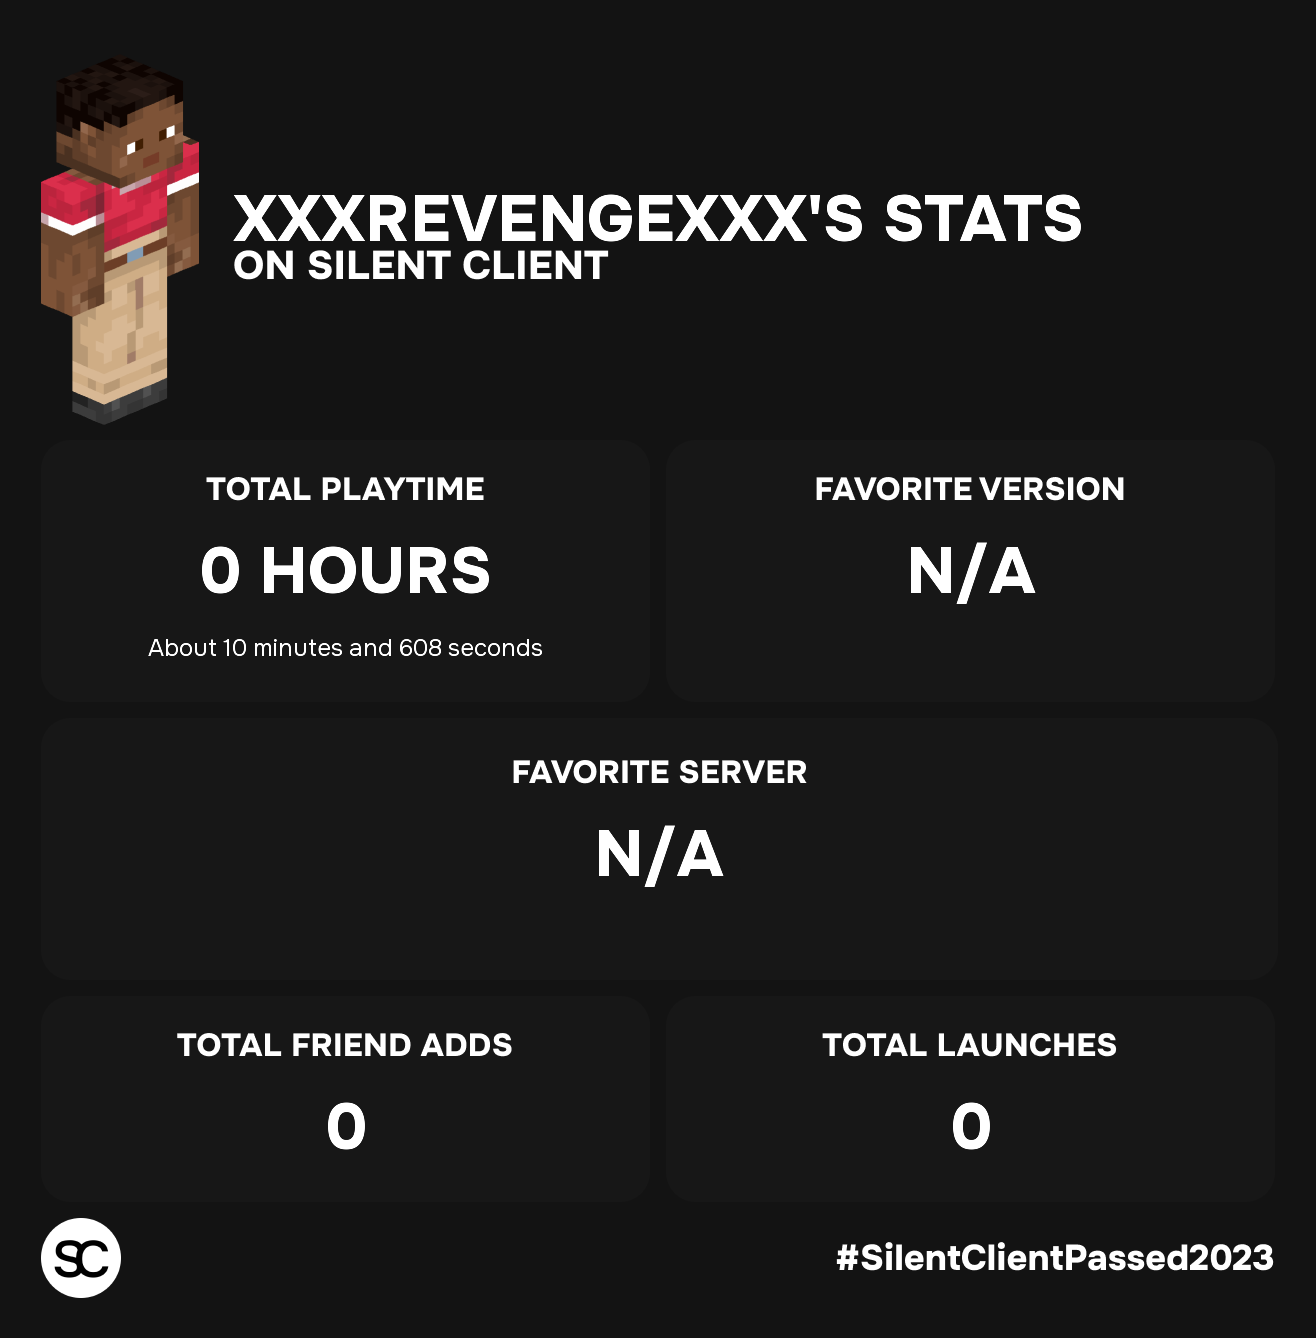 XXXREVENGEXXX'S STATS
ON SILENT CLIENT
TOTAL PLAYTIME
0 HOURS
About 10 minutes and 608 seconds
FAVORITE VERSION
N/A
FAVORITE SERVER
N/A
TOTAL FRIEND ADDS
0
TOTAL LAUNCHES
0
SC
#SilentClientPassed2023